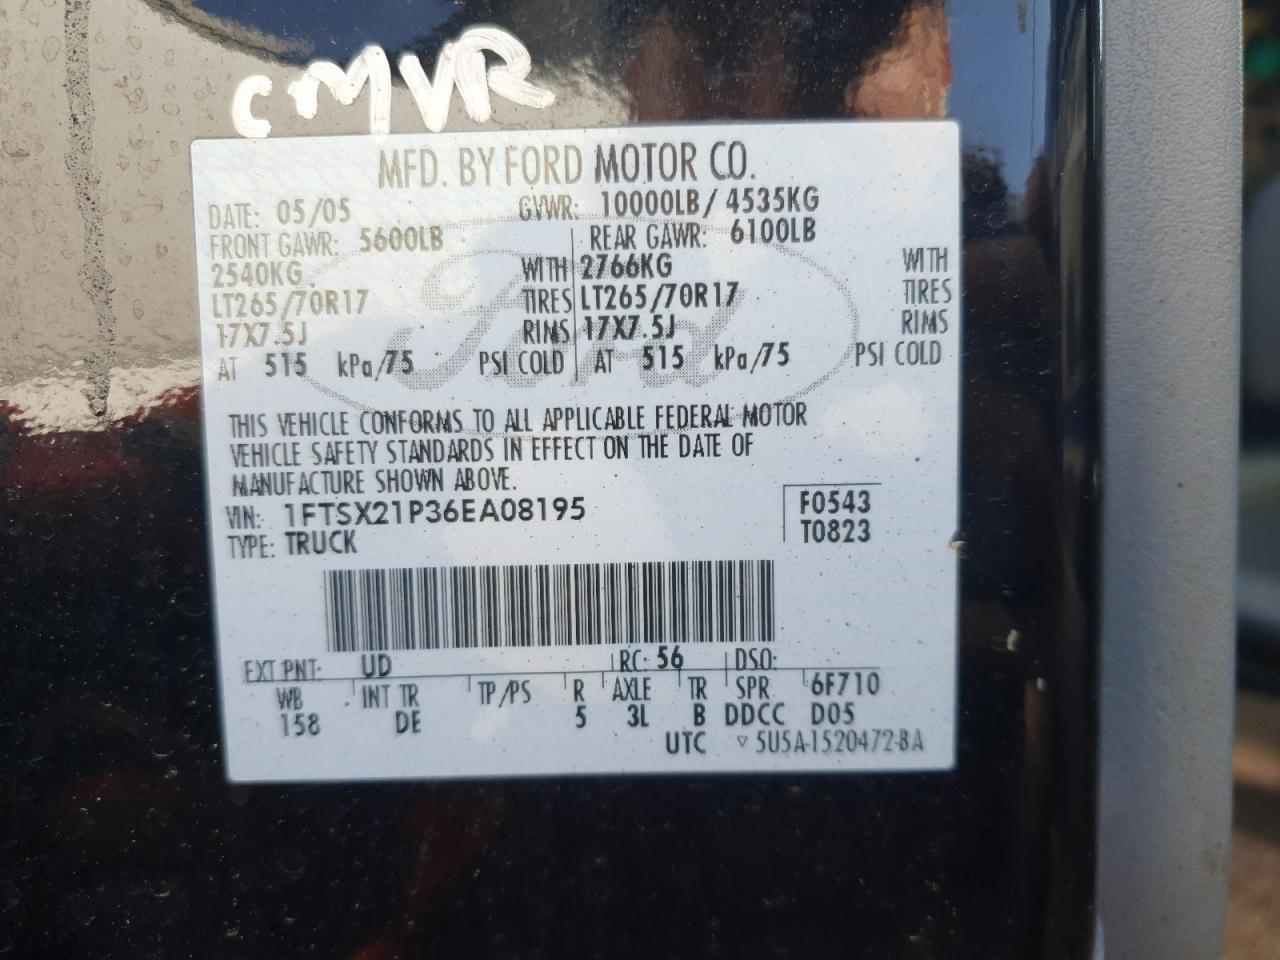 CMVR
MFD. BY FORD MOTOR CO.
DATE: 05/05 GVWR: 10000LB / 4535KG
FRONT GAWR: 5600LB REAR GAWR: 6100LB
2540KG WITH 2766KG WITH
LT265/70R17 TIRES LT265/70R17 TIRES
17X7.5J RIMS 17X7.5J RIMS
AT 515 kPa/75 PSI COLD AT 515 kPa/75 PSI COLD
Ford
THIS VEHICLE CONFORMS TO ALL APPLICABLE FEDERAL MOTOR
VEHICLE SAFETY STANDARDS IN EFFECT ON THE DATE OF
MANUFACTURE SHOWN ABOVE.
VIN: 1FTSX21P36EA08195 F0543
TYPE: TRUCK T0823
EXT PNT: UD RC: 56 DSO:
WB INT TR TP/PS R AXLE TR SPR 6F710
158 DE 5 3L B DDCC D05
UTC ▽ 5U5A-1520472-BA